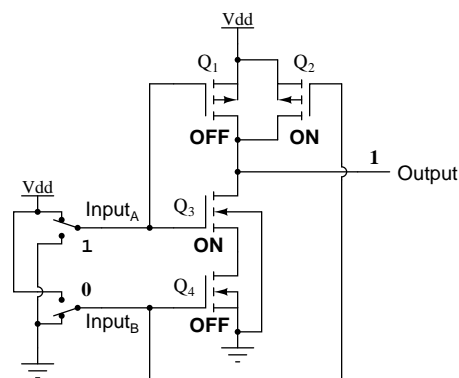 Vdd
Q1 Q2
OFF ON
1
Output
Vdd
InputA
Q3
1
ON
0
Q4
InputB
OFF